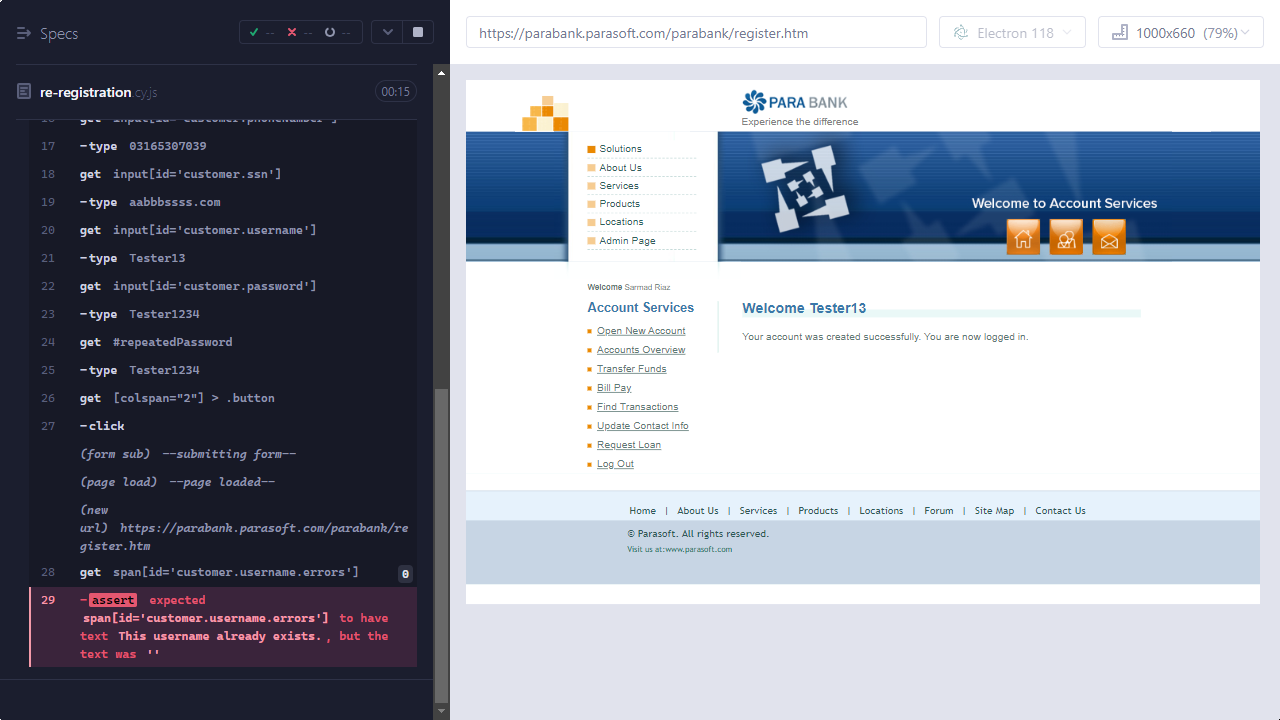 Specs
--
--
--
https://parabank.parasoft.com/parabank/register.htm
Electron 118
1000x660 (79%)
re-registration.cy.js
00:15
16 get input[id='customer.phoneNumber']
17 -type 03165307039
18 get input[id='customer.ssn']
19 -type aabbbssss.com
20 get input[id='customer.username']
21 -type Tester13
22 get input[id='customer.password']
23 -type Tester1234
24 get #repeatedPassword
25 -type Tester1234
26 get [colspan="2"] > .button
27 -click
(form sub) --submitting form--
(page load) --page loaded--
(new
url) https://parabank.parasoft.com/parabank/re
gister.htm
28 get span[id='customer.username.errors'] 0
29 -assert expected
span[id='customer.username.errors'] to have
text This username already exists. , but the
text was ''
PARA BANK
Experience the difference
Solutions
About Us
Services
Products
Locations
Admin Page
Welcome to Account Services
Welcome Sarmad Riaz
Account Services
Open New Account
Accounts Overview
Transfer Funds
Bill Pay
Find Transactions
Update Contact Info
Request Loan
Log Out
Welcome Tester13
Your account was created successfully. You are now logged in.
Home | About Us | Services | Products | Locations | Forum | Site Map | Contact Us
© Parasoft. All rights reserved.
Visit us at:www.parasoft.com